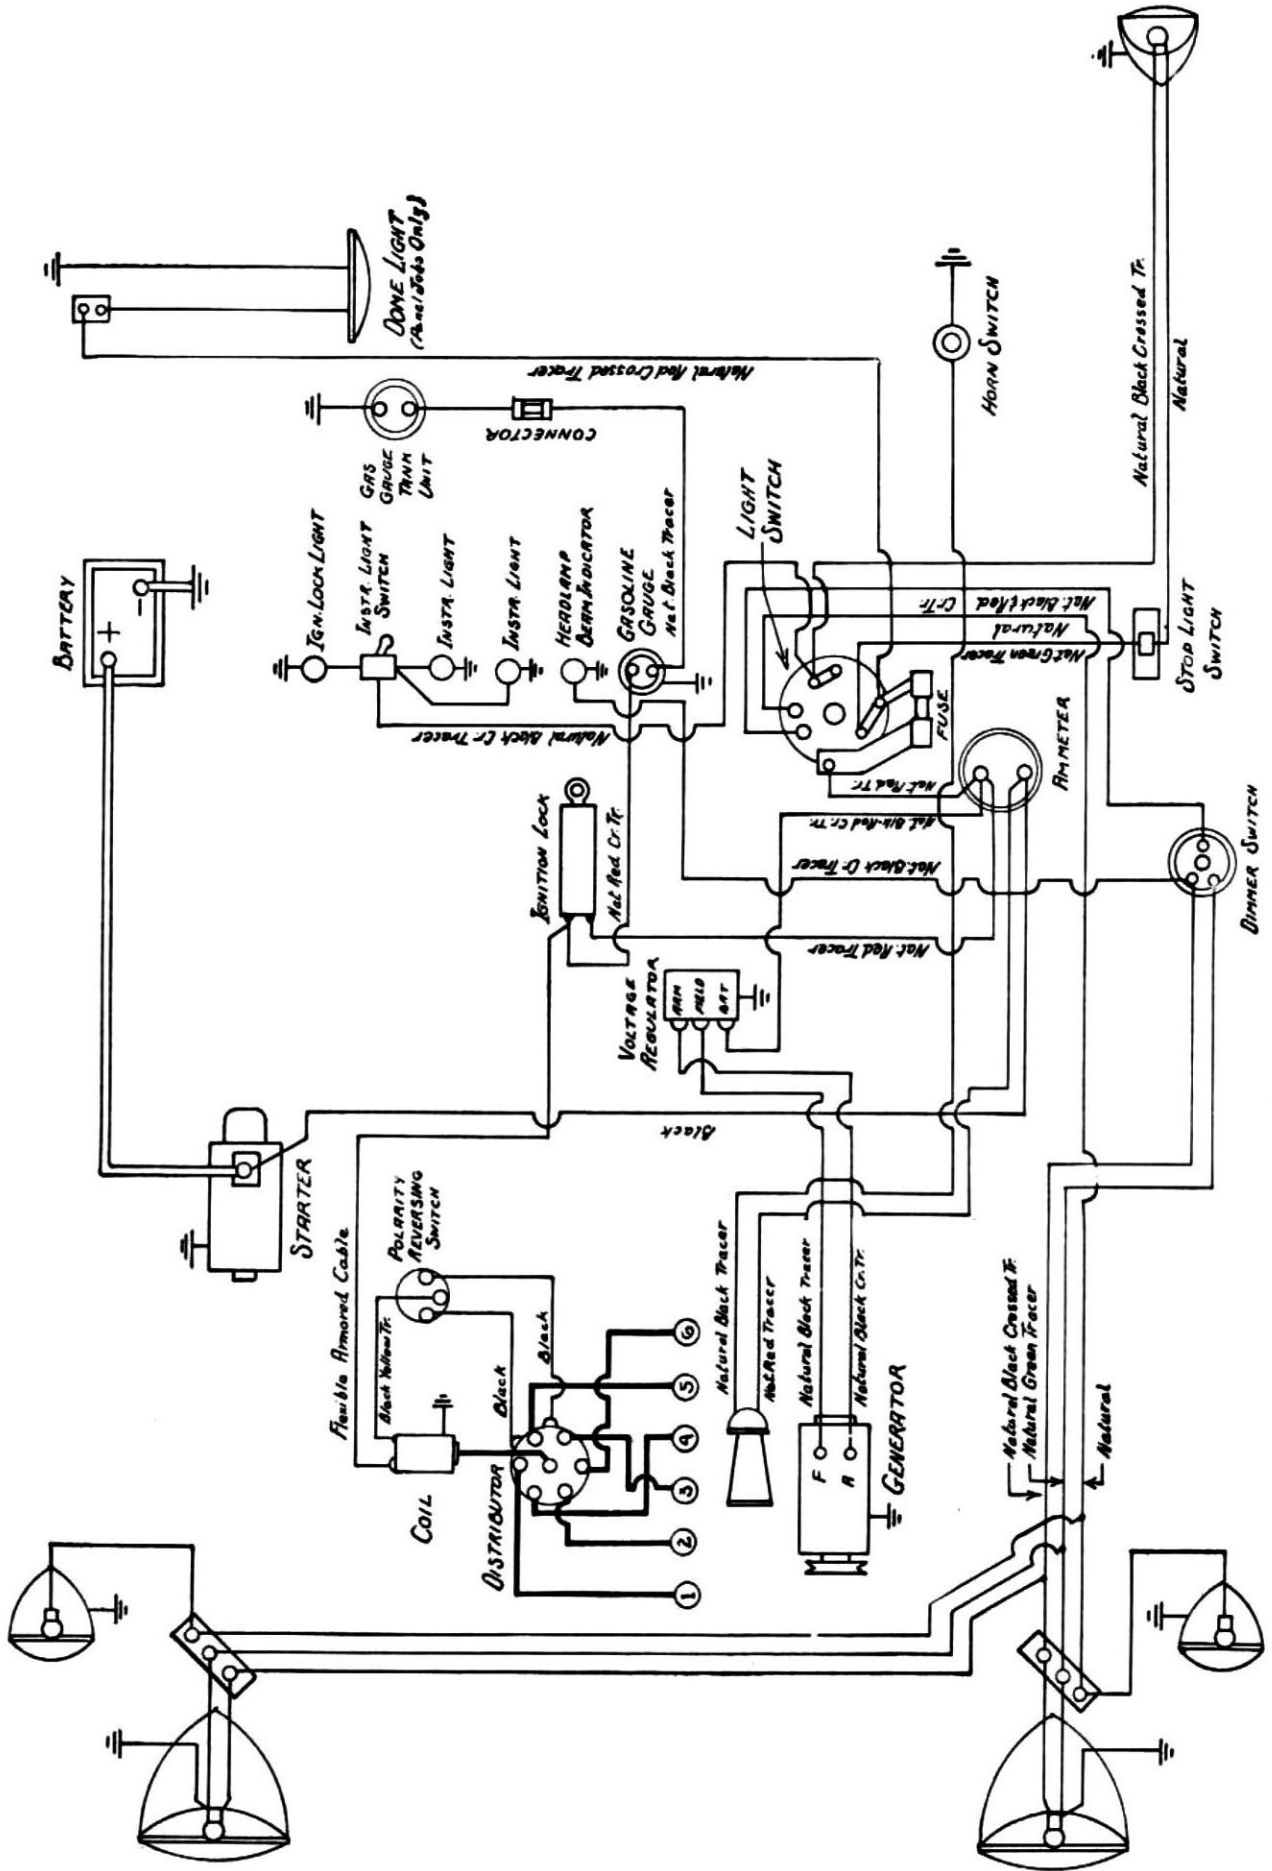 DOME LIGHT
(Panel Jobs Only)
Natural Red Crossed Tracer
CONNECTOR
GAS
GAUGE
TANK
UNIT
BATTERY
+
-
IGN. LOCK LIGHT
INSTR. LIGHT
SWITCH
INSTR. LIGHT
INSTR. LIGHT
HEADLAMP
BEAM INDICATOR
GASOLINE
GAUGE
Nat. Black Tracer
LIGHT
SWITCH
HORN SWITCH
Natural Black Crossed Tr.
Natural
Nat. Black & Red
Cr. Tr.
Natural
Nat Green Tracer
STOP LIGHT
SWITCH
FUSE
AMMETER
Natural Black Cr. Tracer
Nat. Red Tr.
Nat. Blk-Red Cr. Tr.
Nat. Black Cr. Tracer
Nat. Red Tracer
DIMMER SWITCH
IGNITION LOCK
Nat Red Cr. Tr.
VOLTAGE
REGULATOR
ARM
FIELD
BAT
Black
STARTER
Flexible Armored Cable
POLARITY
REVERSING
SWITCH
Black Yellow Tr.
Black
Black
COIL
DISTRIBUTOR
6
5
4
3
2
1
Natural Black Tracer
Nat Red Tracer
Natural Black Tracer
Natural Black Cr. Tr.
F
A
GENERATOR
Natural Black Crossed Tr.
Natural Green Tracer
Natural